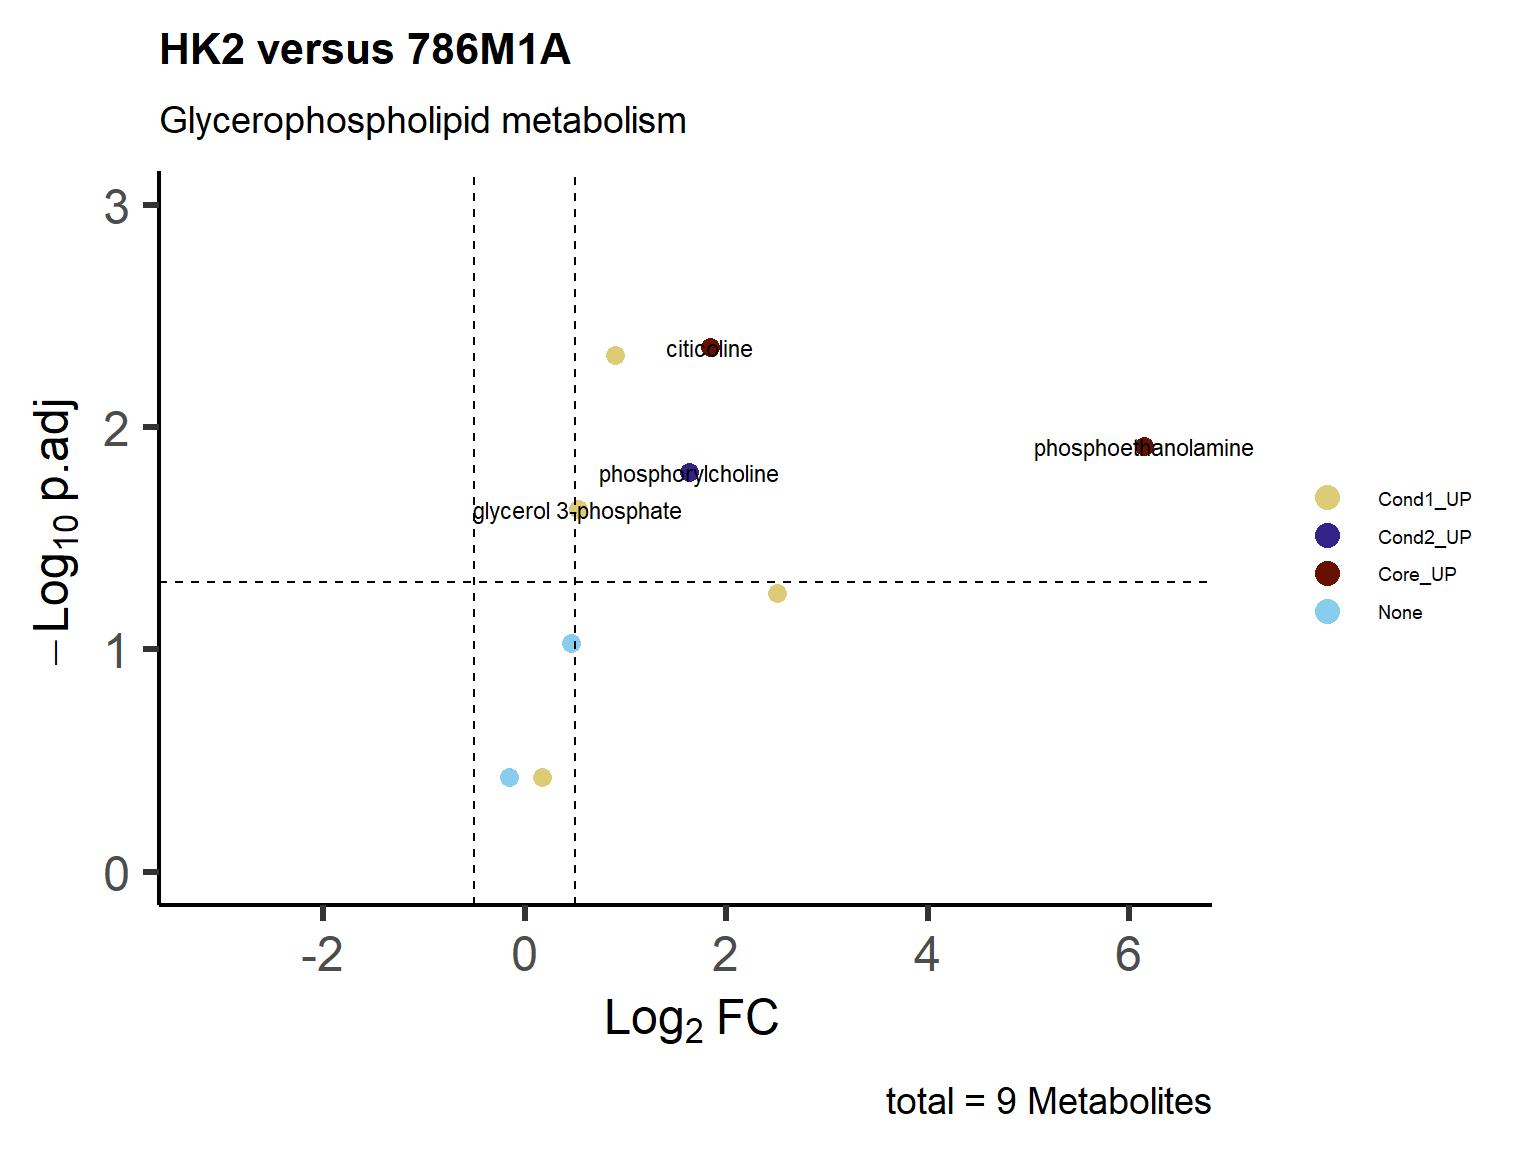 HK2 versus 786M1A
Glycerophospholipid metabolism
3
2
1
0
−Log10 p.adj
citicoline
phosphoethanolamine
phosphorylcholine
glycerol 3-phosphate
Cond1_UP
Cond2_UP
Core_UP
None
-2 0 2 4 6
Log2 FC
total = 9 Metabolites